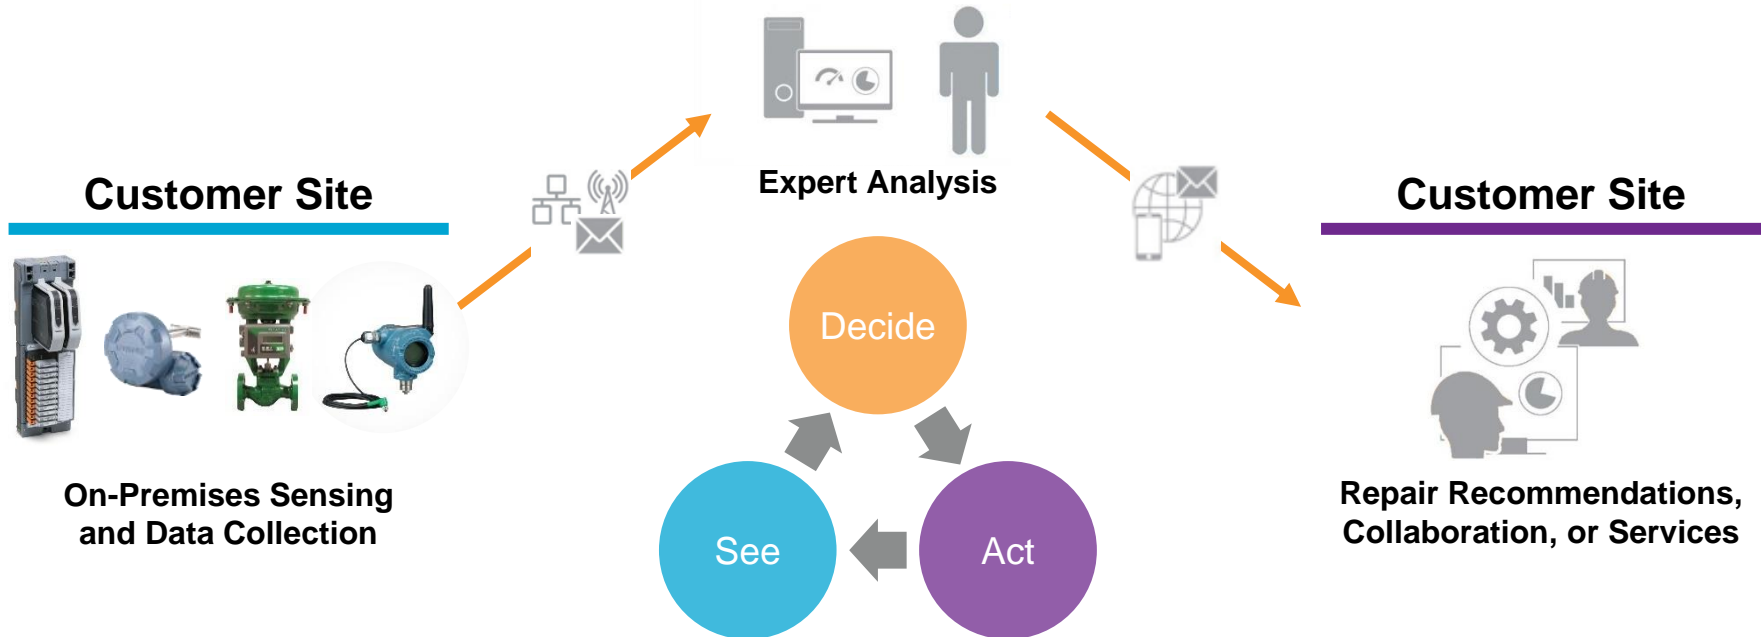 Customer Site
On-Premises Sensing
and Data Collection
Expert Analysis
Decide
See
Act
Customer Site
Repair Recommendations,
Collaboration, or Services